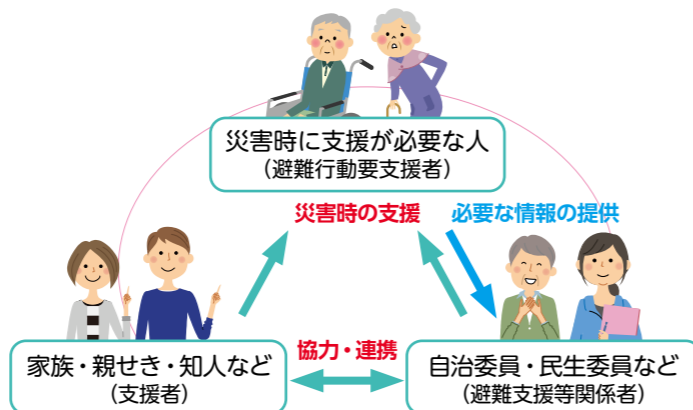 災害時に支援が必要な人
（避難行動要支援者）
災害時の支援
必要な情報の提供
協力・連携
家族・親せき・知人など
（支援者）
自治委員・民生委員など
（避難支援等関係者）